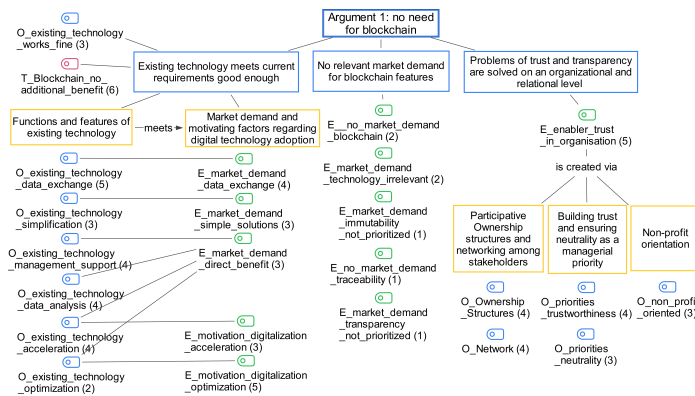 Argument 1: no need
for blockchain
O_existing_technology
_works_fine (3)
T_Blockchain_no_
additional_benefit (6)
Existing technology meets current
requirements good enough
No relevant market demand
for blockchain features
Problems of trust and transparency
are solved on an organizational and
relational level
Functions and features of
existing technology
meets
Market demand and
motivating factors regarding
digital technology adoption
O_existing_technology
_data_exchange (5)
E_market_demand
_data_exchange (4)
O_existing_technology
_simplification (3)
E_market_demand
_simple_solutions (3)
O_existing_technology
_management_support (4)
E_market_demand
_direct_benefit (3)
O_existing_technology
_data_analysis (4)
O_existing_technology
_acceleration (4)
E_motivation_digitalization
_acceleration (3)
O_existing_technology
_optimization (2)
E_motivation_digitalization
_optimization (5)
E__no_market_demand
_blockchain (2)
E_market_demand
_technology_irrelevant (2)
E_market_demand
_immutability
_not_prioritized (1)
E_no_market_demand
_traceability (1)
E_market_demand
_transparency
_not_prioritized (1)
E_enabler_trust
_in_organisation (5)
is created via
Participative
Ownership
structures and
networking among
stakeholders
Building trust
and ensuring
neutrality as a
managerial
priority
Non-profit
orientation
O_Ownership
_Structures (4)
O_Network (4)
O_priorities
_trustworthiness (4)
O_priorities
_neutrality (3)
O_non_profi
_oriented (3)